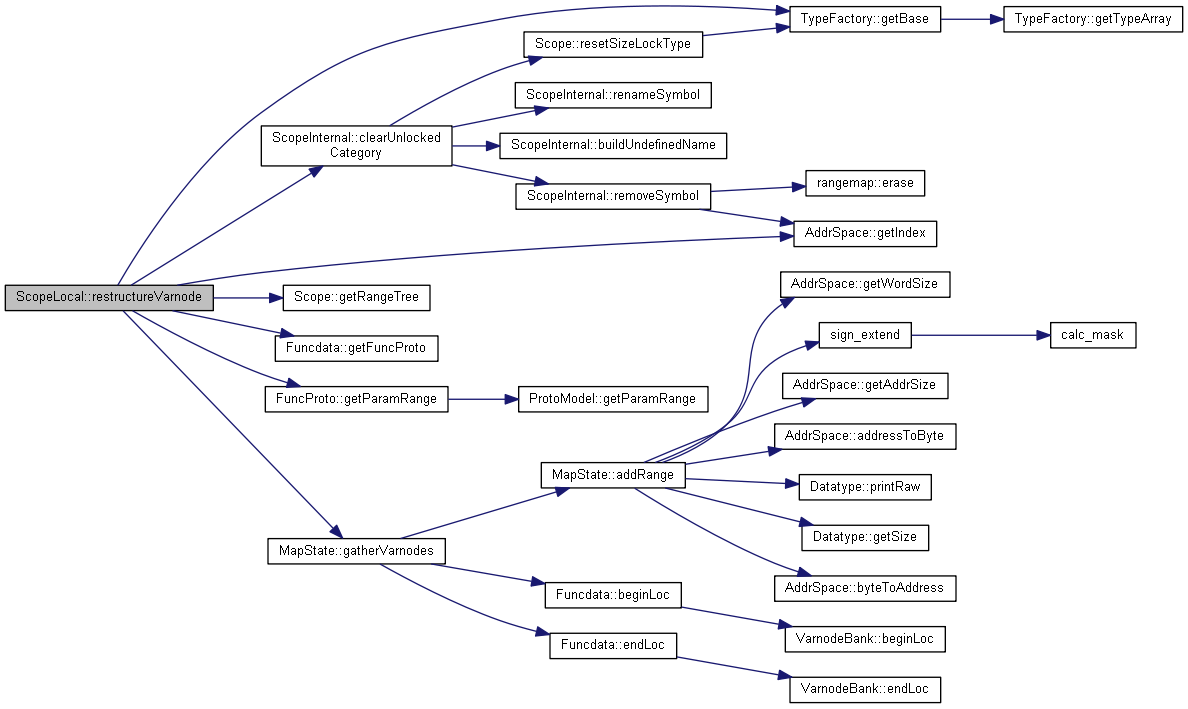 TypeFactory::getBase
TypeFactory::getTypeArray
Scope::resetSizeLockType
ScopeInternal::renameSymbol
ScopeInternal::clearUnlocked
Category
ScopeInternal::buildUndefinedName
ScopeInternal::removeSymbol
rangemap::erase
AddrSpace::getIndex
ScopeLocal::restructureVarnode
Scope::getRangeTree
Funcdata::getFuncProto
FuncProto::getParamRange
ProtoModel::getParamRange
AddrSpace::getWordSize
sign_extend
calc_mask
AddrSpace::getAddrSize
AddrSpace::addressToByte
MapState::addRange
Datatype::printRaw
Datatype::getSize
MapState::gatherVarnodes
AddrSpace::byteToAddress
Funcdata::beginLoc
VarnodeBank::beginLoc
Funcdata::endLoc
VarnodeBank::endLoc